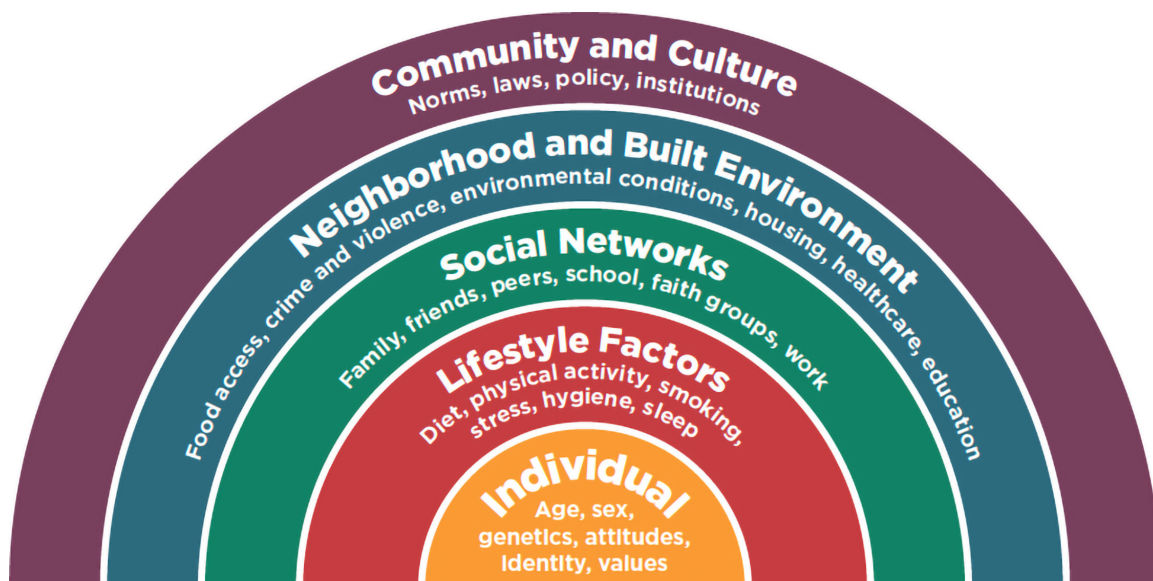 Community and Culture
Norms, laws, policy, institutions
Neighborhood and Built Environment
Food access, crime and violence, environmental conditions, housing, healthcare, education
Social Networks
Family, friends, peers, school, faith groups, work
Lifestyle Factors
Diet, physical activity, smoking,
stress, hygiene, sleep
Individual
Age, sex,
genetics, attitudes,
identity, values